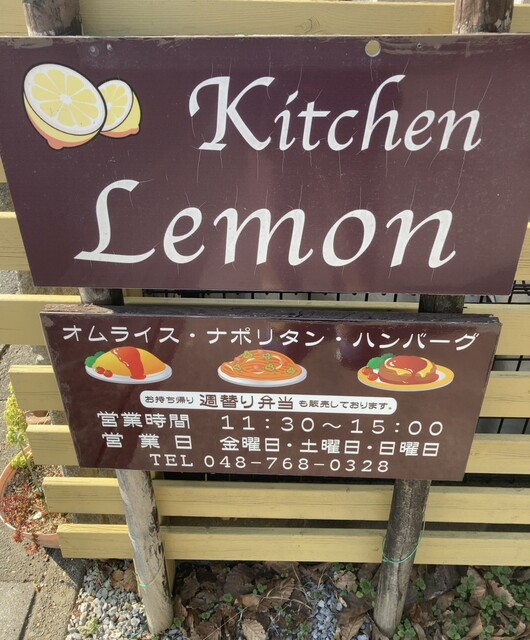 Kitchen
Lemon
オムライス・ナポリタン・ハンバーグ
お持ち帰り 週替り弁当 も販売しております。
営業時間 11:30～15:00
営業日 金曜日・土曜日・日曜日
TEL 048-768-0328